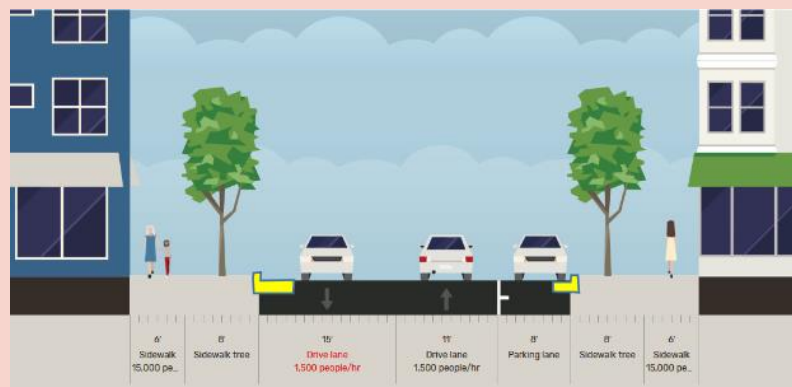 6'
Sidewalk
15,000 pe...
8'
Sidewalk tree
15'
Drive lane
1,500 people/hr
11'
Drive lane
1,500 people/hr
8'
Parking lane
8'
Sidewalk tree
6'
Sidewalk
15,000 pe...